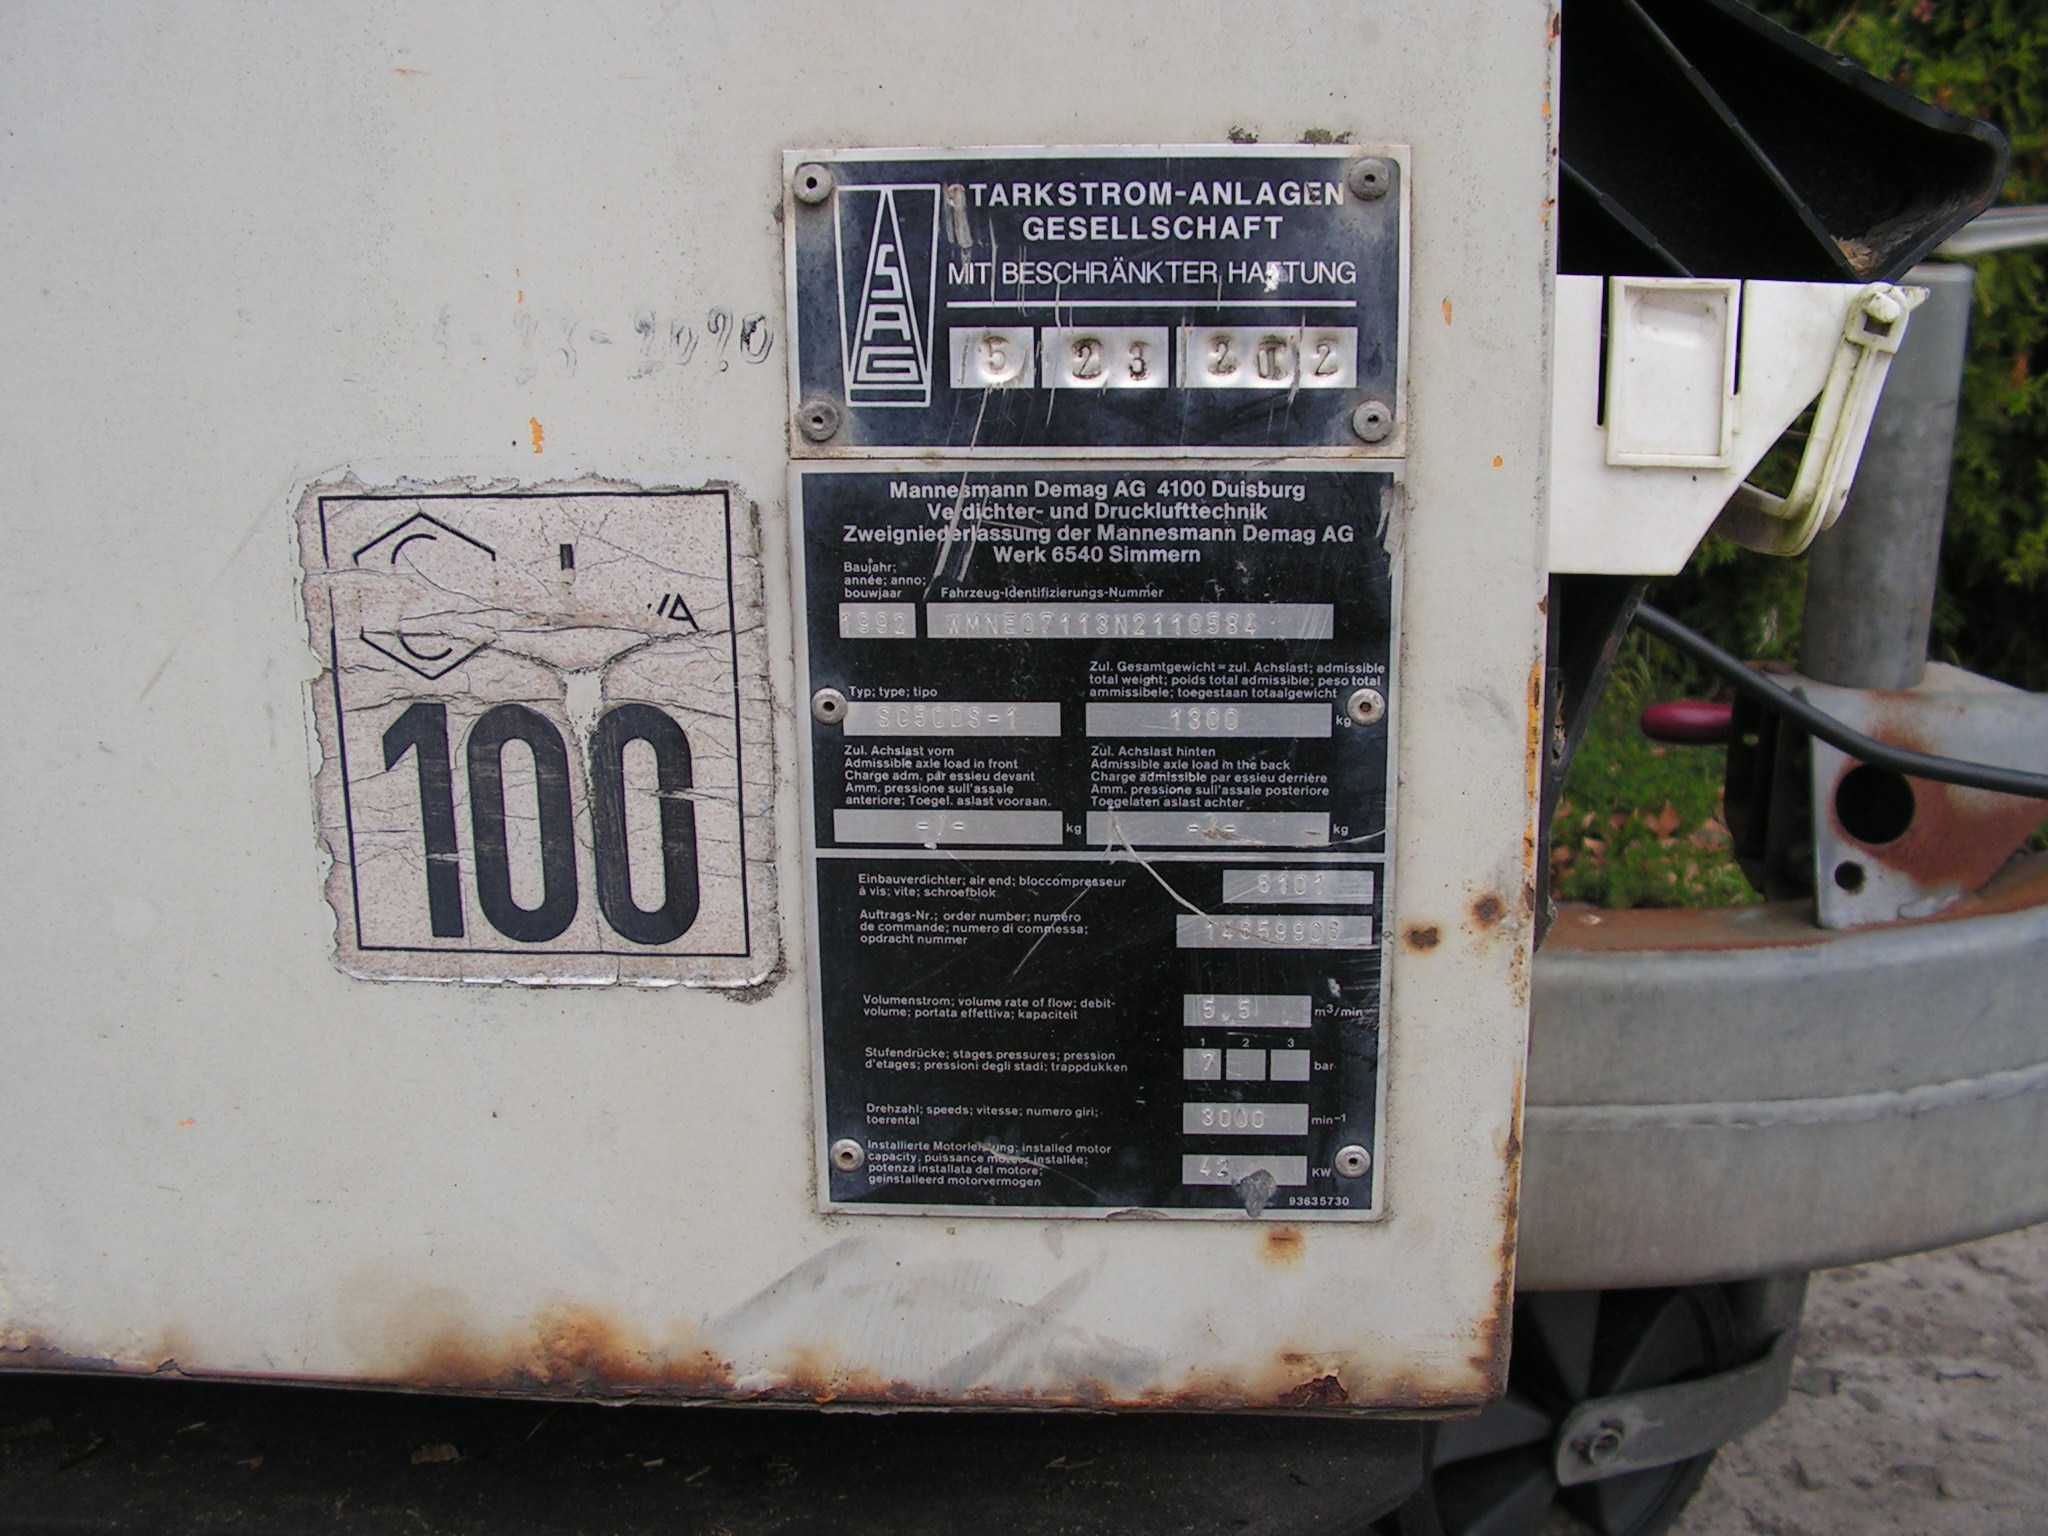 STARKSTROM-ANLAGEN
GESELLSCHAFT
MIT BESCHRÄNKTER HAFTUNG
SAG
5 23 202
Mannesmann Demag AG 4100 Duisburg
Verdichter- und Drucklufttechnik
Zweigniederlassung der Mannesmann Demag AG
Werk 6540 Simmern
Baujahr;
année; anno;
bouwjaar
Fahrzeug-Identifizierungs-Nummer
1992
WMNE07113N2110584
Typ; type; tipo
SC50DS-1
Zul. Gesamtgewicht = zul. Achslast; admissible
total weight; poids total admissible; peso total
ammissibele; toegestaan totaalgewicht
1300 kg
Zul. Achslast vorn
Admissible axle load in front
Charge adm. par essieu devant
Amm. pressione sull'assale
anteriore; Toegel. aslast vooraan.
-/- kg
Zul. Achslast hinten
Admissible axle load in the back
Charge admissible par essieu derrière
Amm. pressione sull'assale posteriore
Toegelaten aslast achter
-/- kg
Einbauverdichter; air end; bloccompresseur
à vis; vite; schroefblok
6101
Auftrags-Nr.; order number; numéro
de commande; numero di commessa;
opdracht nummer
14659906
Volumenstrom; volume rate of flow; debit-
volume; portata effettiva; kapaciteit
5,5 m³/min
1 2 3
Stufendrücke; stages pressures; pression
d'etages; pressioni degli stadi; trappdukken
7 bar
Drehzahl; speeds; vitesse; numero giri;
toerental
3000 min-1
Installierte Motorleistung; installed motor
capacity, puissance moteur installée;
potenza installata del motore;
geinstalleerd motorvermogen
42 KW
93635730
100